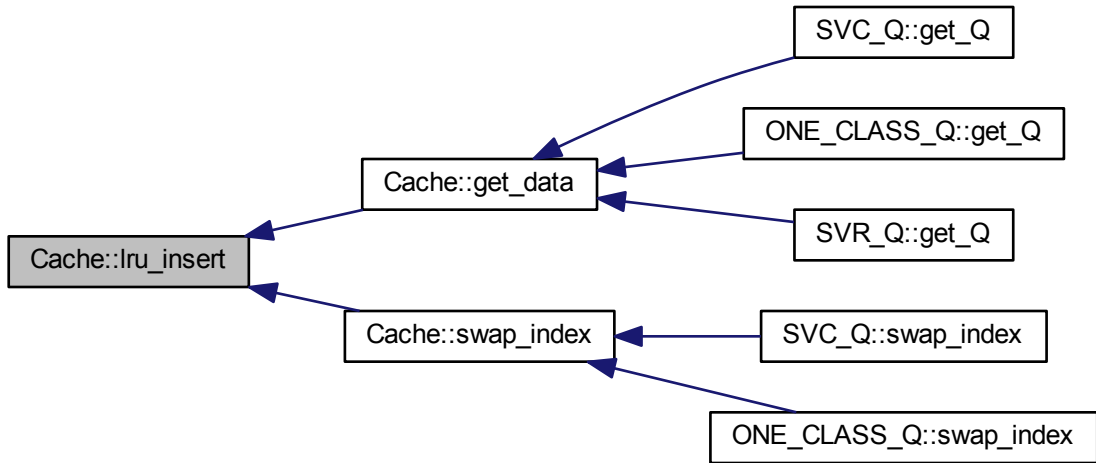 SVC_Q::get_Q
ONE_CLASS_Q::get_Q
Cache::get_data
SVR_Q::get_Q
Cache::lru_insert
Cache::swap_index
SVC_Q::swap_index
ONE_CLASS_Q::swap_index